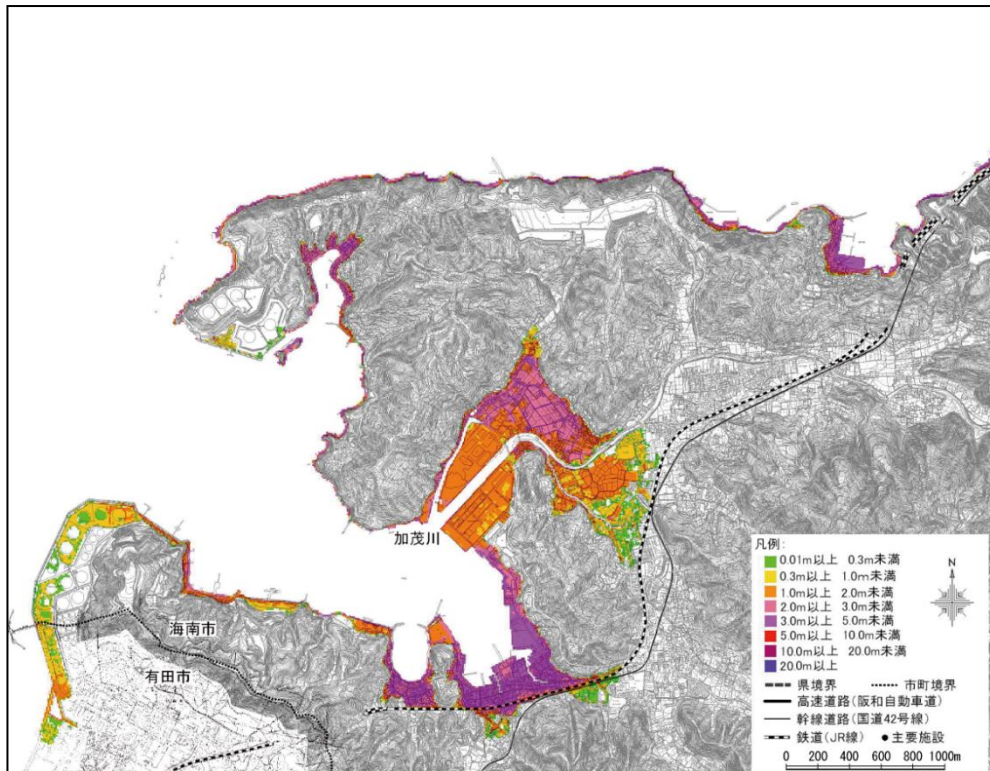 加茂川
海南市
有田市
凡例:
0.01m以上 0.3m未満
0.3m以上 1.0m未満
1.0m以上 2.0m未満
2.0m以上 3.0m未満
3.0m以上 5.0m未満
5.0m以上 10.0m未満
10.0m以上 20.0m未満
20.0m以上
N
県境界 市町境界
高速道路(阪和自動車道)
幹線道路(国道42号線)
鉄道(JR線) 主要施設
0 200 400 600 800 1000m